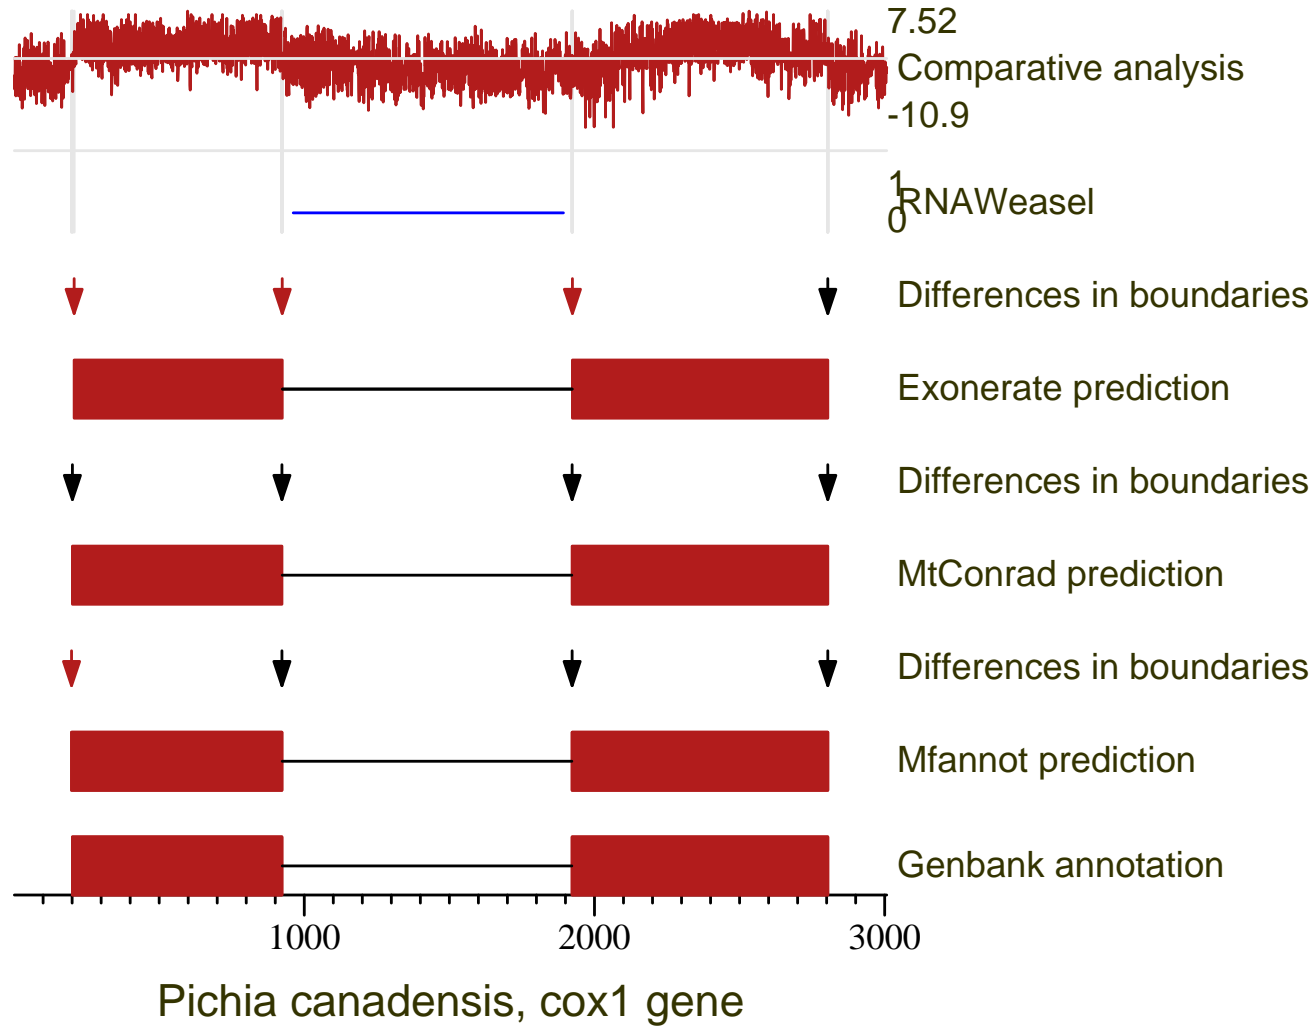 7.52
Comparative analysis
-10.9
1
RNAWeasel
0
Differences in boundaries
Exonerate prediction
Differences in boundaries
MtConrad prediction
Differences in boundaries
Mfannot prediction
Genbank annotation
1000 2000 3000
Pichia canadensis, cox1 gene